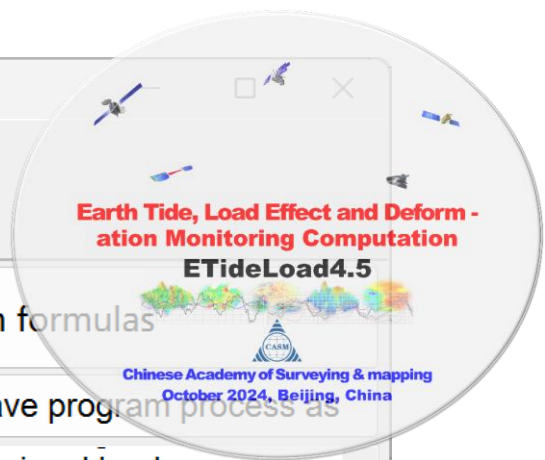 Earth Tide, Load Effect and Deform -
ation Monitoring Computation
ETideLoad4.5
formulas
CASM
Chinese Academy of Surveying & mapping
ave program process as
October 2024, Beijing, China